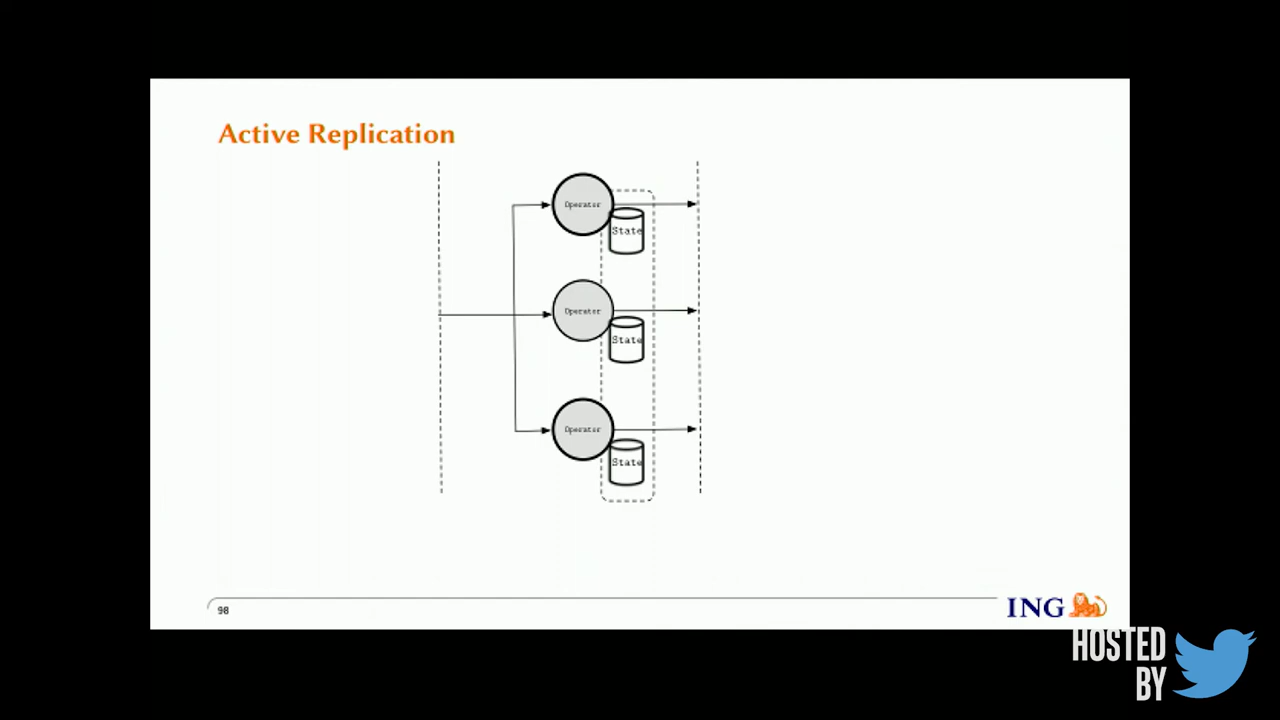 Active Replication
Operator
State
Operator
State
Operator
State
98
ING
HOSTED
BY